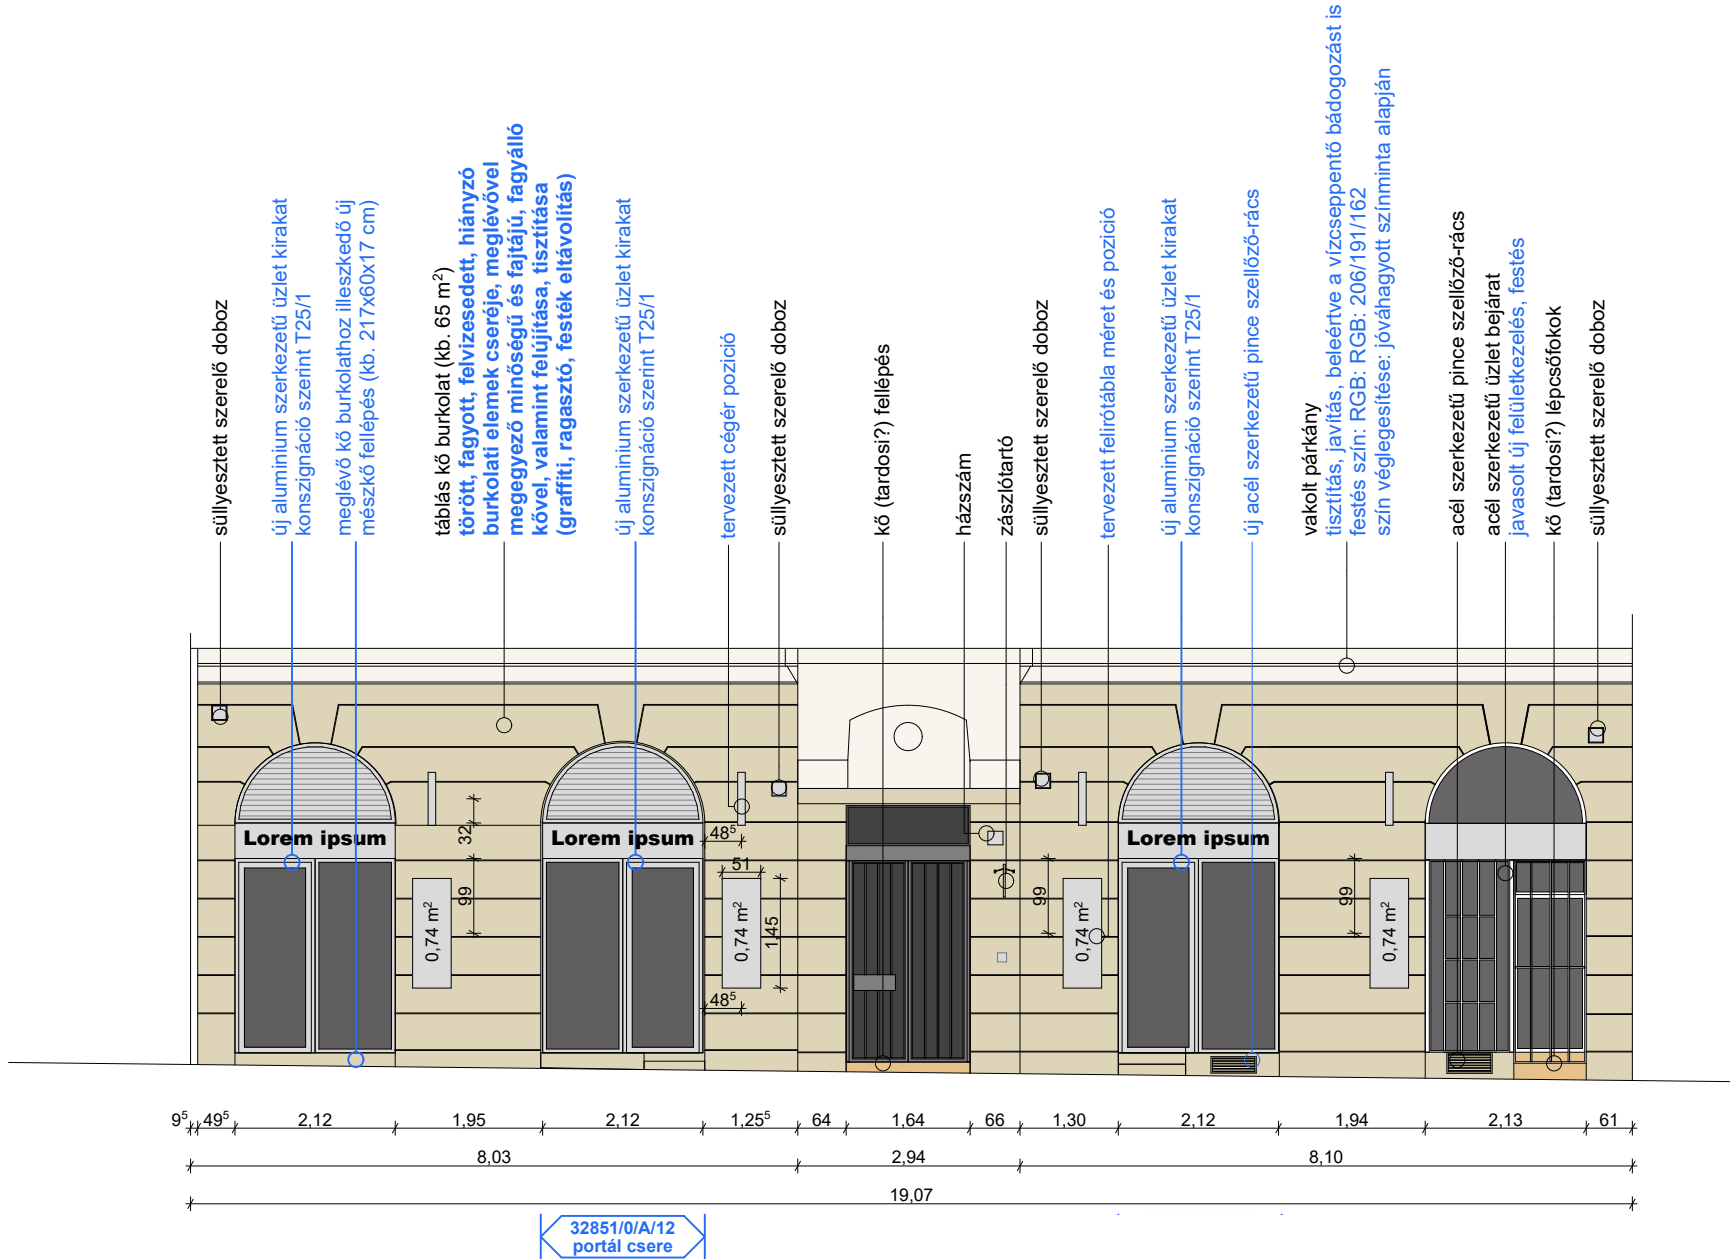 süllyesztett szerelő doboz
új aluminium szerkezetű üzlet kirakat
konszignáció szerint T25/1
meglévő kő burkolathoz illeszkedő új
mészkő fellépés (kb. 217x60x17 cm)
táblás kő burkolat (kb. 65 m²)
törött, fagyott, felvizesedett, hiányzó
burkolati elemek cseréje, meglévővel
megegyező minőségű és fajtájú, fagyálló
kővel, valamint felújítása, tisztítása
(graffiti, ragasztó, festék eltávolítás)
új aluminium szerkezetű üzlet kirakat
konszignáció szerint T25/1
tervezett cégér pozició
süllyesztett szerelő doboz
kő (tardosi?) fellépés
házszám
zászlótartó
süllyesztett szerelő doboz
tervezett felirótábla méret és pozició
új aluminium szerkezetű üzlet kirakat
konszignáció szerint T25/1
új acél szerkezetű pince szellőző-rács
vakolt párkány
tisztítás, javítás, beleértve a vízcseppentő bádogozást is
festés szín: RGB: RGB: 206/191/162
szín véglegesítése: jóváhagyott színminta alapján
acél szerkezetű pince szellőző-rács
acél szerkezetű üzlet bejárat
javasolt új felületkezelés, festés
kő (tardosi?) lépcsőfokok
süllyesztett szerelő doboz
Lorem ipsum
32
Lorem ipsum
48⁵
Lorem ipsum
51
99
0,74 m²
0,74 m²
1,45
99
0,74 m²
99
0,74 m²
48⁵
9⁵
49⁵
2,12
1,95
2,12
1,25⁵
64
1,64
66
1,30
2,12
1,94
2,13
61
8,03
2,94
8,10
19,07
32851/0/A/12
portál csere